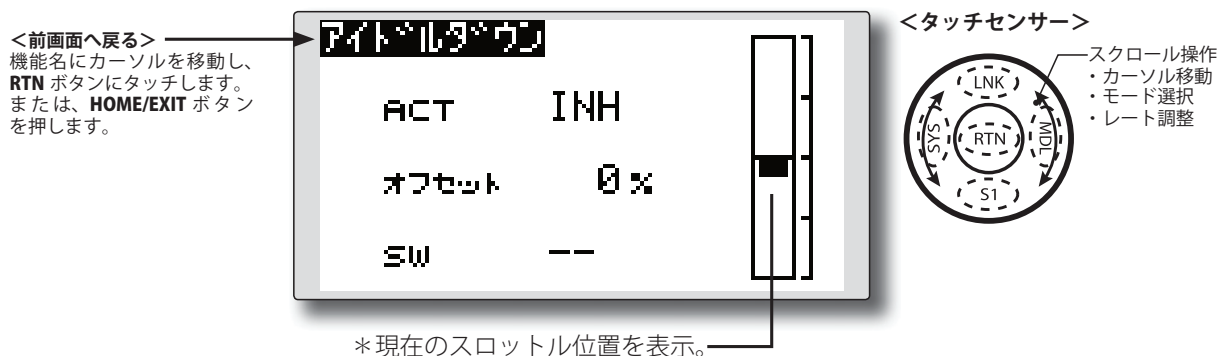 <前画面へ戻る>
機能名にカーソルを移動し、
RTN ボタンにタッチします。
または、HOME/EXIT ボタン
を押します。
アイドルダウン
ACT INH
オフセット 0%
SW --
*現在のスロットル位置を表示。
<タッチセンサー>
スクロール操作
・カーソル移動
・モード選択
・レート調整
LNK
SYS RTN MDL
S1